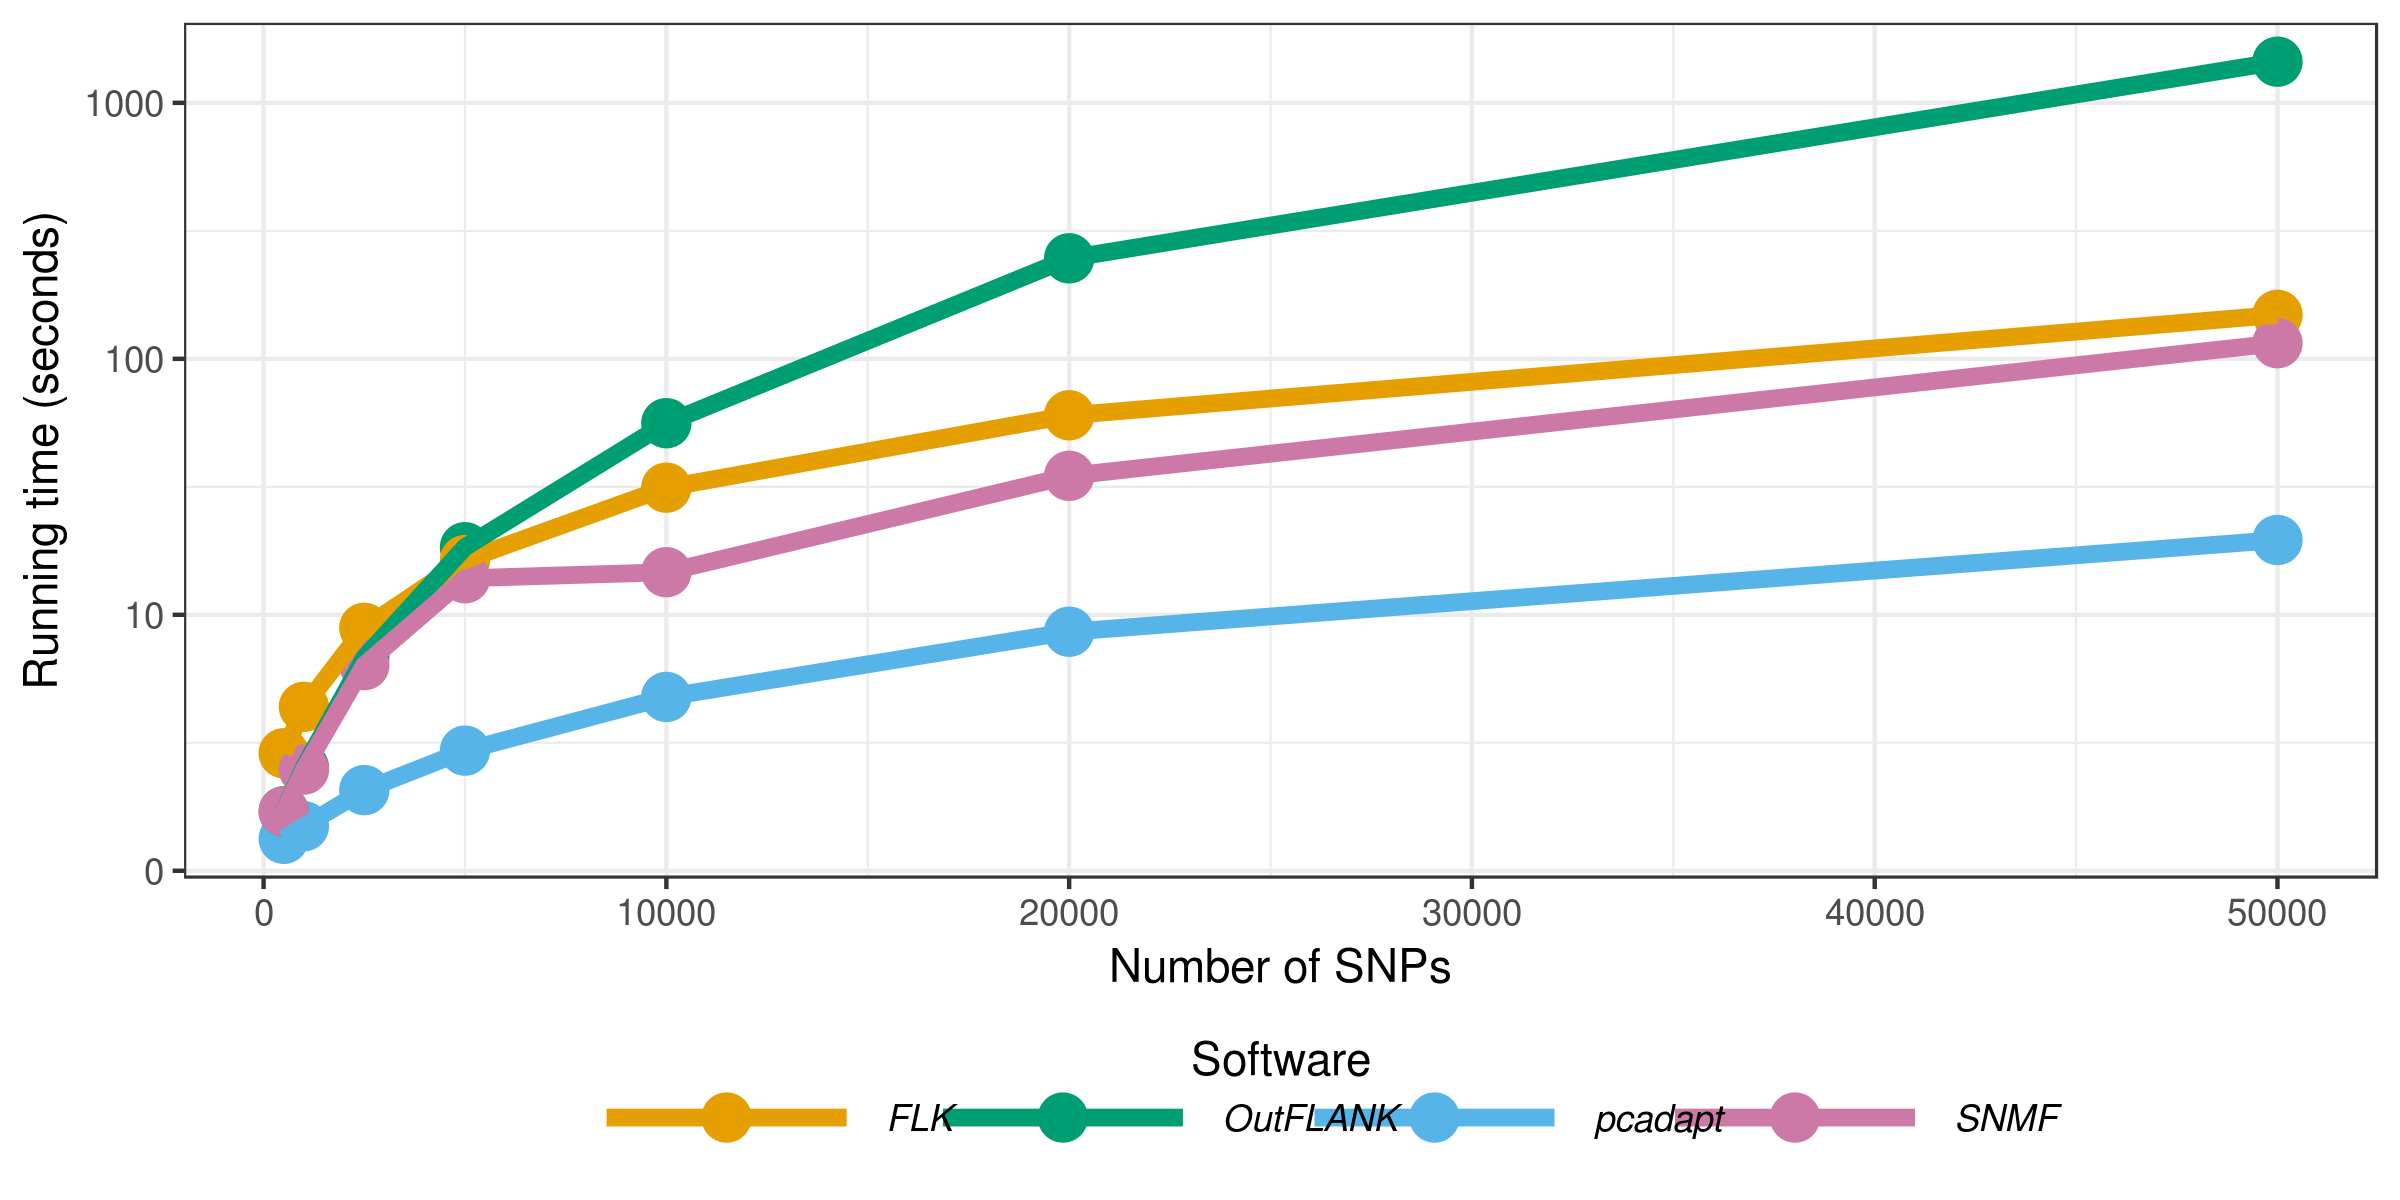 Running time (seconds)
1000
100
10
0
0 10000 20000 30000 40000 50000
Number of SNPs
Software
FLK OutFLANK pcadapt SNMF